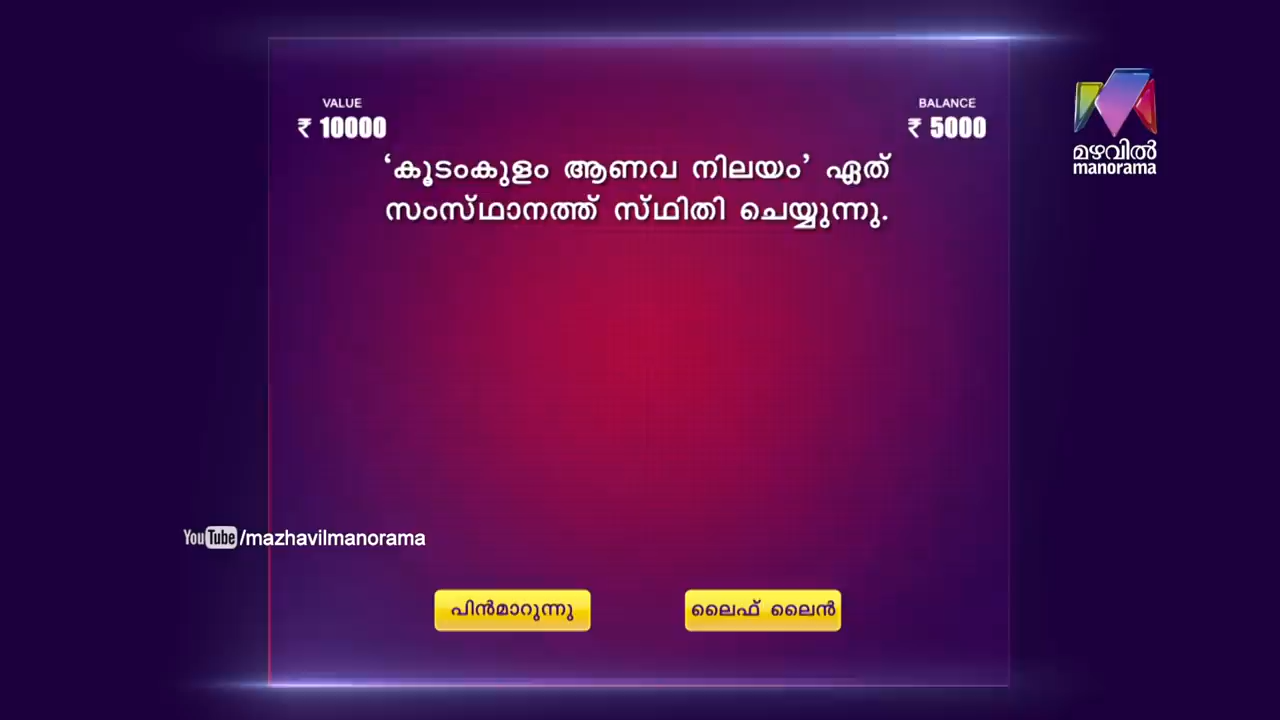 VALUE
₹ 10000
BALANCE
₹ 5000
മഴവിൽ
manorama
‘കൂടംകുളം ആണവ നിലയം’ ഏത്
സംസ്ഥാനത്ത് സ്ഥിതി ചെയ്യുന്നു.
YouTube/mazhavilmanorama
പിൻമാറുന്നു
ലൈഫ് ലൈൻ